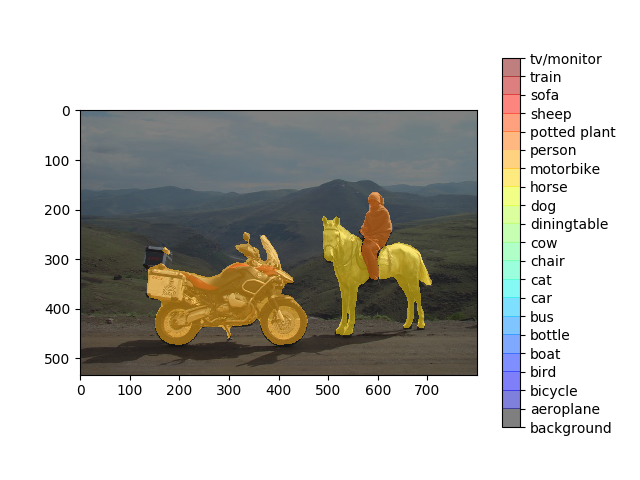 tv/monitor
train
sofa
sheep
potted plant
person
motorbike
horse
dog
diningtable
cow
chair
cat
car
bus
bottle
boat
bird
bicycle
aeroplane
background
0
100
200
300
400
500
0 100 200 300 400 500 600 700